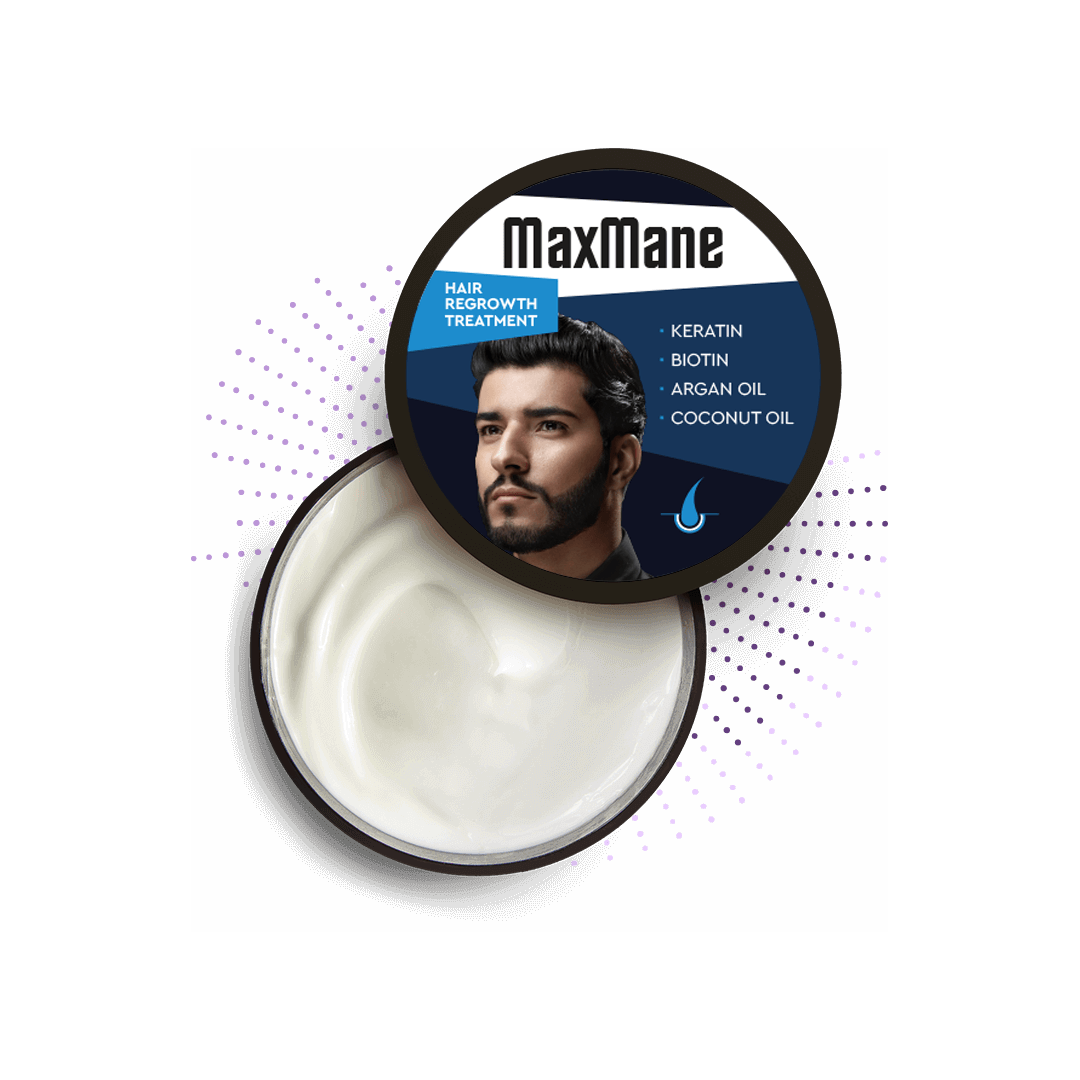 MaxMane
HAIR
REGROWTH
TREATMENT
• KERATIN
• BIOTIN
• ARGAN OIL
• COCONUT OIL